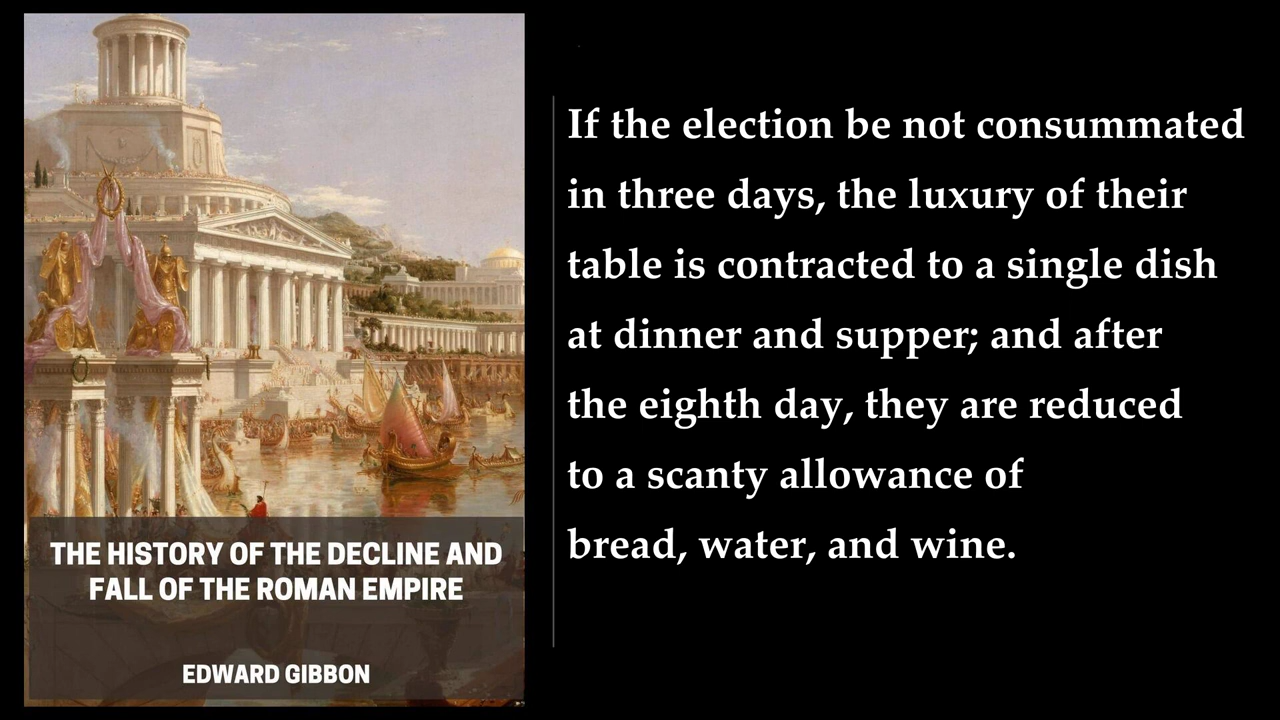 THE HISTORY OF THE DECLINE AND
FALL OF THE ROMAN EMPIRE
EDWARD GIBBON
If the election be not consummated
in three days, the luxury of their
table is contracted to a single dish
at dinner and supper; and after
the eighth day, they are reduced
to a scanty allowance of
bread, water, and wine.